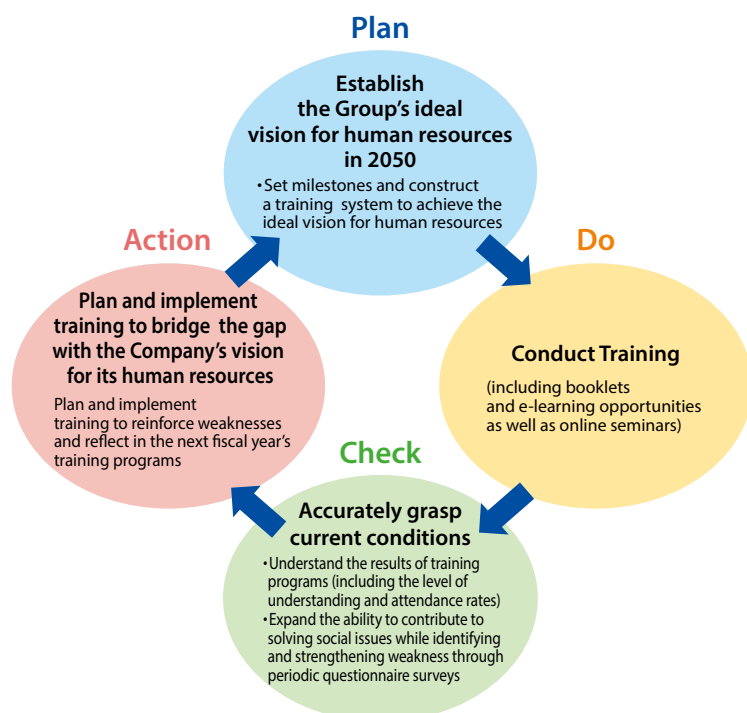 Plan
Establish
the Group's ideal
vision for human resources
in 2050
・Set milestones and construct
a training system to achieve the
ideal vision for human resources
Do
Conduct Training
(including booklets
and e-learning opportunities
as well as online seminars)
Check
Accurately grasp
current conditions
・Understand the results of training
programs (including the level of
understanding and attendance rates)
・Expand the ability to contribute to
solving social issues while identifying
and strengthening weakness through
periodic questionnaire surveys
Action
Plan and implement
training to bridge the gap
with the Company's vision
for its human resources
Plan and implement
training to reinforce weaknesses
and reflect in the next fiscal year's
training programs